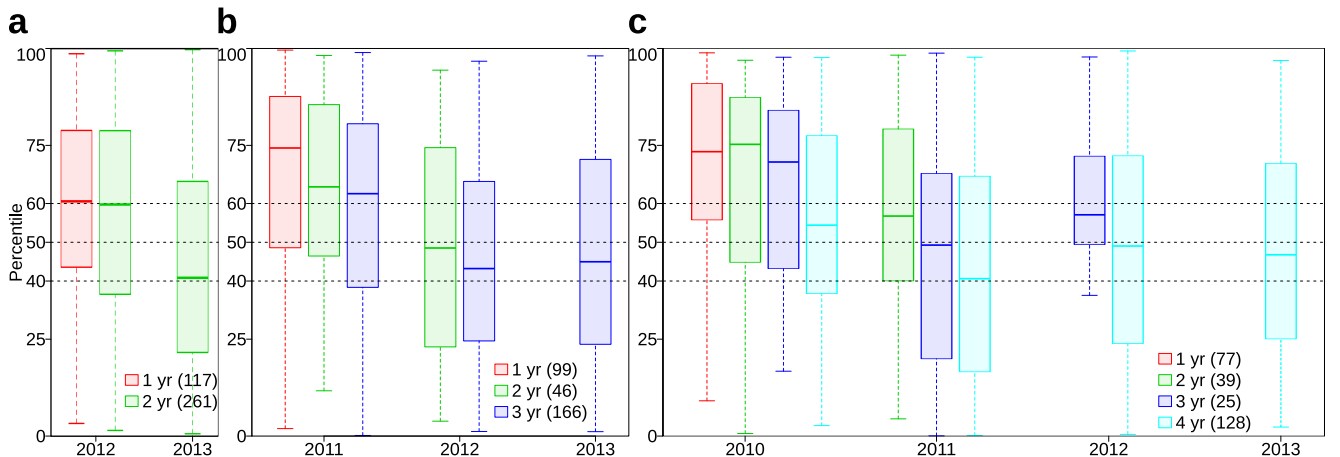 a b c
Percentile
100
75
60
50
40
25
0
2012 2013
1 yr (117)
2 yr (261)
100
75
60
50
40
25
0
2011 2012 2013
1 yr (99)
2 yr (46)
3 yr (166)
100
75
60
50
40
25
0
2010 2011 2012 2013
1 yr (77)
2 yr (39)
3 yr (25)
4 yr (128)